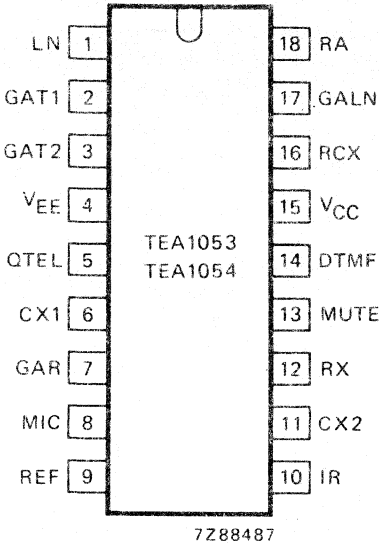 LN 1 18 RA
GAT1 2 17 GALN
GAT2 3 16 RCX
VEE 4 15 VCC
TEA1053
TEA1054
QTEL 5 14 DTMF
CX1 6 13 MUTE
GAR 7 12 RX
MIC 8 11 CX2
REF 9 10 IR
7Z88487